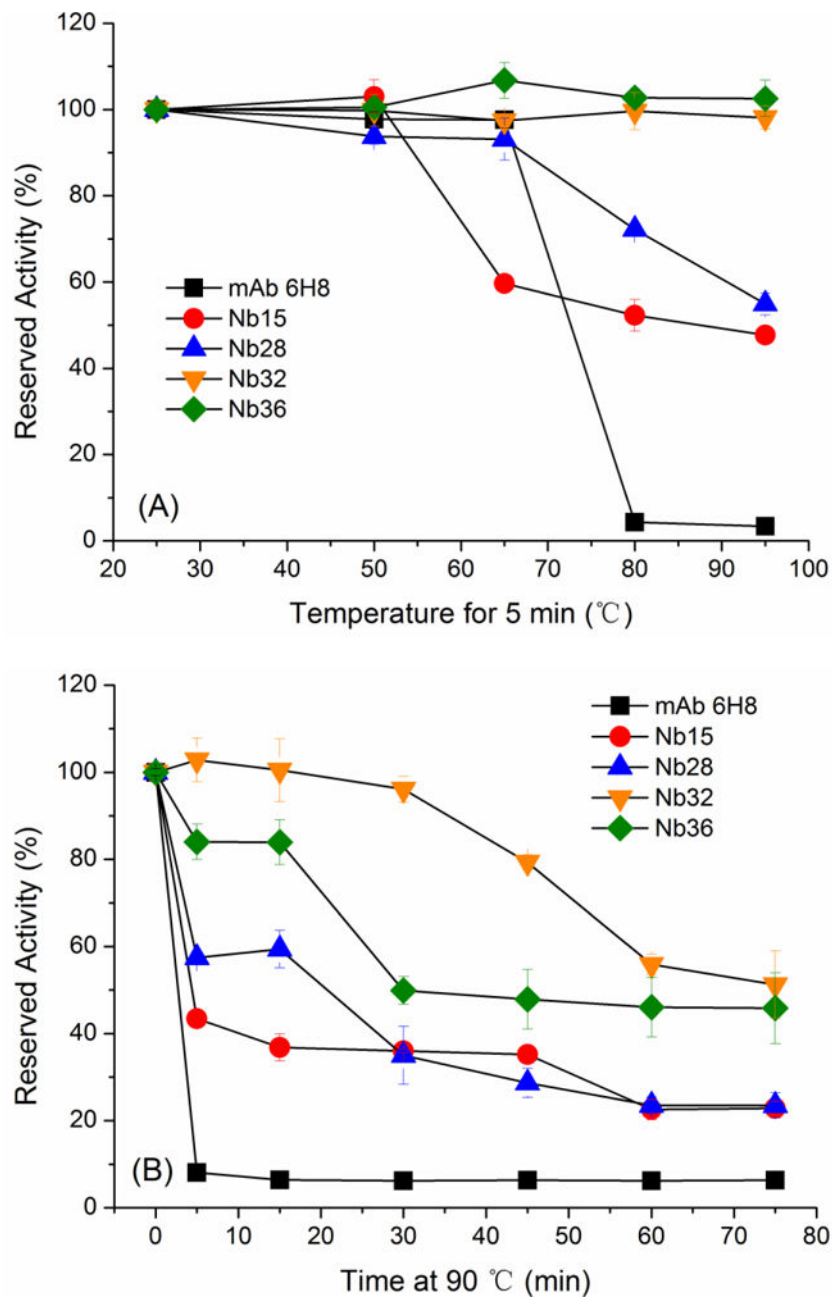 120
100
80
60
40
20
0
Reserved Activity (%)
mAb 6H8
Nb15
Nb28
Nb32
Nb36
(A)
20 30 40 50 60 70 80 90 100
Temperature for 5 min (℃)
120
100
80
60
40
20
0
Reserved Activity (%)
mAb 6H8
Nb15
Nb28
Nb32
Nb36
(B)
0 10 20 30 40 50 60 70 80
Time at 90 ℃ (min)